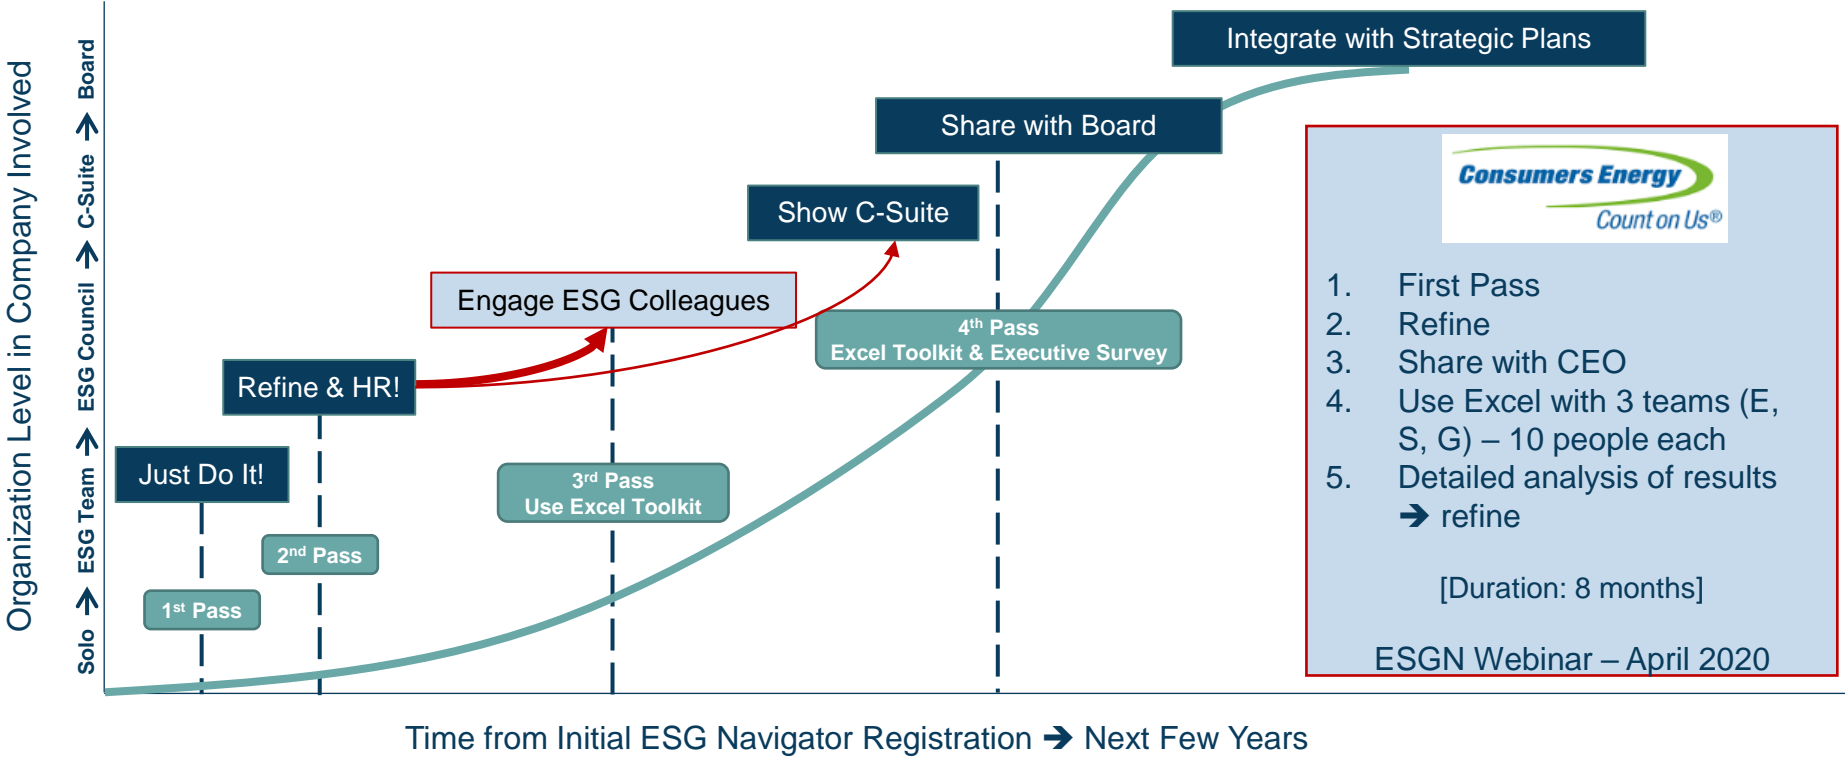 Organization Level in Company Involved
Solo → ESG Team → ESG Council → C-Suite → Board
Integrate with Strategic Plans
Share with Board
Show C-Suite
Engage ESG Colleagues
Refine & HR!
Just Do It!
4th Pass
Excel Toolkit & Executive Survey
3rd Pass
Use Excel Toolkit
2nd Pass
1st Pass
Consumers Energy
Count on Us®
1. First Pass
2. Refine
3. Share with CEO
4. Use Excel with 3 teams (E,
S, G) – 10 people each
5. Detailed analysis of results
➔ refine
[Duration: 8 months]
ESGN Webinar – April 2020
Time from Initial ESG Navigator Registration ➔ Next Few Years